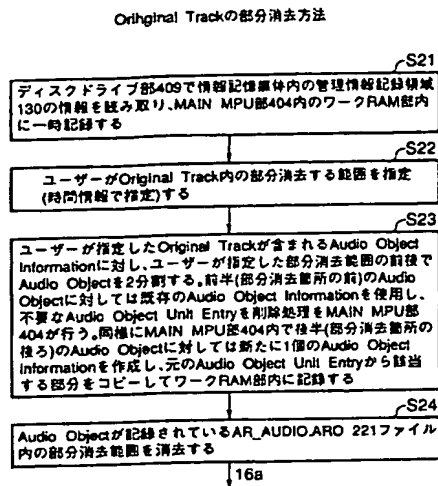 Orihginal Trackの部分消去方法
S21
ディスクドライブ部409で情報記憶媒体内の管理情報記録領域
130の情報を読み取り、MAIN MPU部404内のワークRAM部内
に一時記録する
S22
ユーザーがOriginal Track内の部分消去する範囲を指定
(時間情報で指定)する
S23
ユーザーが指定したOriginal Trackが含まれるAudio Object
Informationに対し、ユーザーが指定した部分消去範囲の前後で
Audio Objectを2分割する。前半(部分消去箇所の前)のAudio
Objectに対しては既存のAudio Object Informationを使用し、
不要なAudio Object Unit Entryを削除処理をMAIN MPU部
404が行う。同様にMAIN MPU部404内で後半(部分消去箇所の
後ろ)のAudio Objectに対しては新たに1個のAudio Object
Informationを作成し、元のAudio Object Unit Entryから該当
する部分をコピーしてワークRAM部内に記録する
S24
Audio Objectが記録されているAR_AUDIO.ARO 221ファイル
内の部分消去範囲を消去する
16a